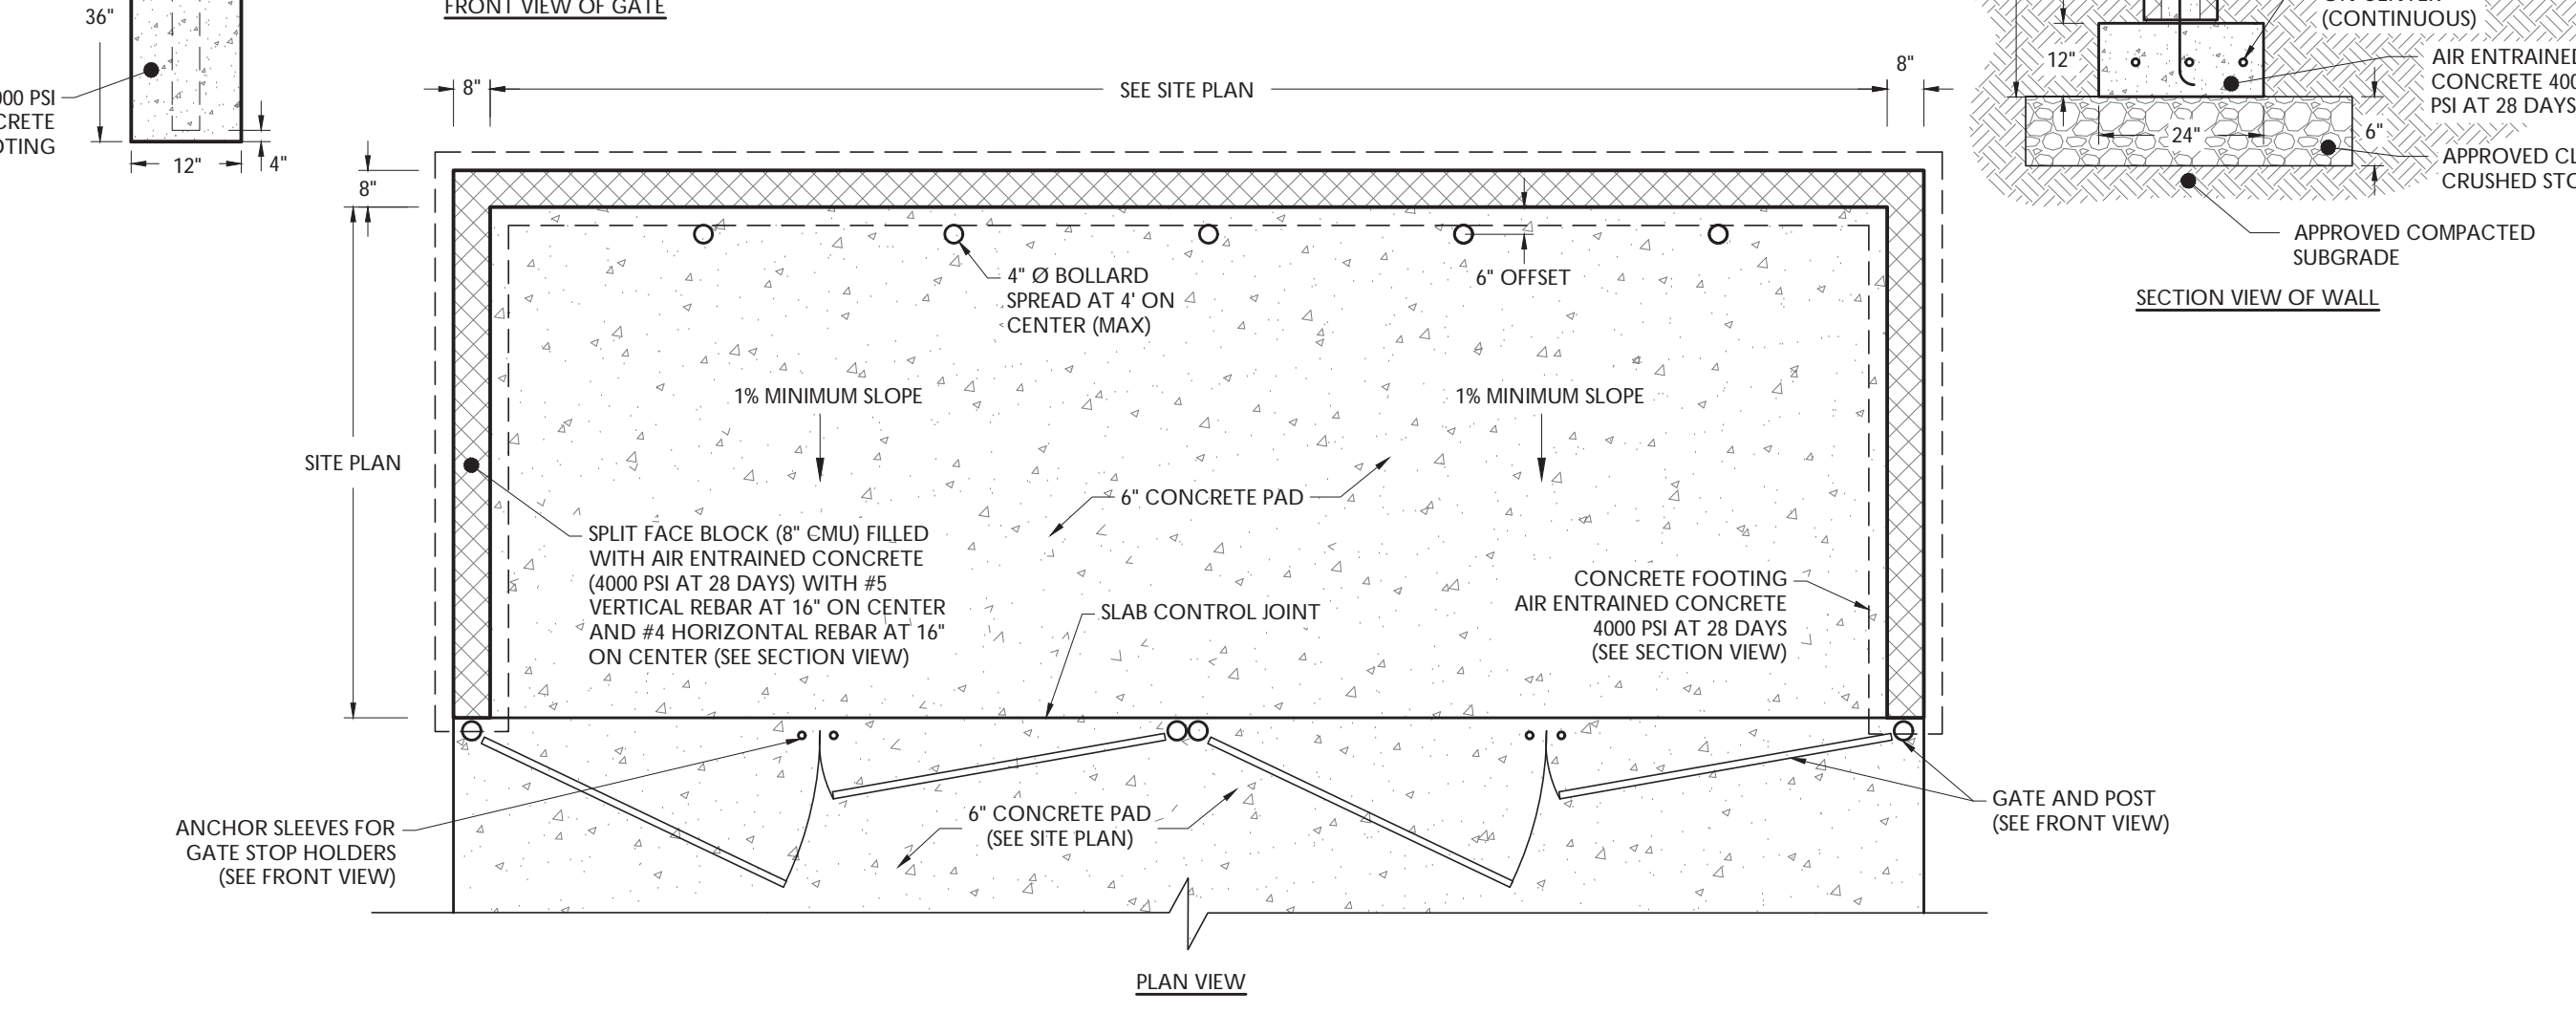 36"
FRONT VIEW OF GATE
000 PSI
CRETE
OTING
12"
4"
8"
SEE SITE PLAN
8"
8"
SITE PLAN
4" Ø BOLLARD
SPREAD AT 4' ON
CENTER (MAX)
6" OFFSET
1% MINIMUM SLOPE
1% MINIMUM SLOPE
6" CONCRETE PAD
SPLIT FACE BLOCK (8" CMU) FILLED
WITH AIR ENTRAINED CONCRETE
(4000 PSI AT 28 DAYS) WITH #5
VERTICAL REBAR AT 16" ON CENTER
AND #4 HORIZONTAL REBAR AT 16"
ON CENTER (SEE SECTION VIEW)
SLAB CONTROL JOINT
CONCRETE FOOTING
AIR ENTRAINED CONCRETE
4000 PSI AT 28 DAYS
(SEE SECTION VIEW)
ANCHOR SLEEVES FOR
GATE STOP HOLDERS
(SEE FRONT VIEW)
6" CONCRETE PAD
(SEE SITE PLAN)
GATE AND POST
(SEE FRONT VIEW)
PLAN VIEW
(CONTINUOUS)
12"
AIR ENTRAINED
CONCRETE 400
PSI AT 28 DAYS
24"
6"
APPROVED CL
CRUSHED STO
APPROVED COMPACTED
SUBGRADE
SECTION VIEW OF WALL